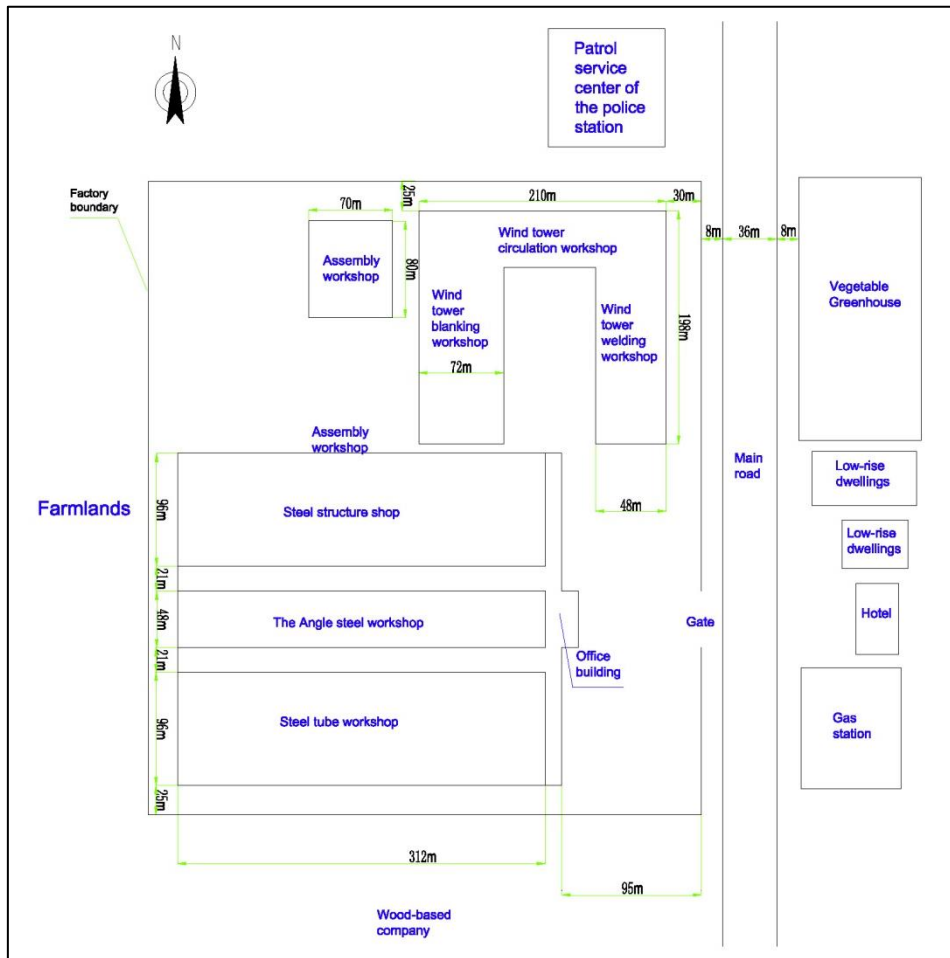 N
Patrol
service
center of
the police
station
Factory
boundary
25m
210m
30m
70m
8m
36m
8m
Wind tower
circulation workshop
Assembly
workshop
80m
Wind
tower
blanking
workshop
Wind
tower
welding
workshop
198m
Vegetable
Greenhouse
72m
Assembly
workshop
Main
road
Low-rise
dwellings
48m
Farmlands
96m
Steel structure shop
Low-rise
dwellings
21m
48m
The Angle steel workshop
Gate
Hotel
21m
Office
building
96m
Steel tube workshop
Gas
station
25m
312m
95m
Wood-based
company